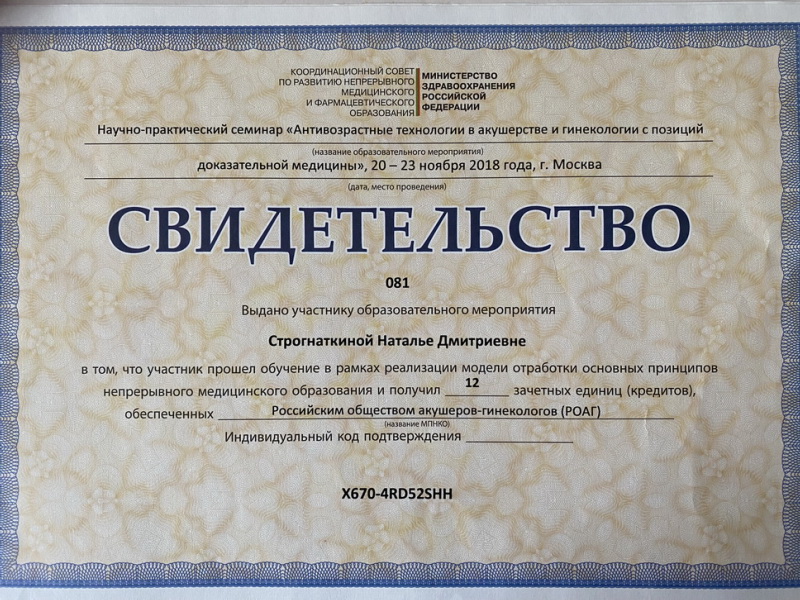 КООРДИНАЦИОННЫЙ СОВЕТ
ПО РАЗВИТИЮ НЕПРЕРЫВНОГО
МЕДИЦИНСКОГО
И ФАРМАЦЕВТИЧЕСКОГО
ОБРАЗОВАНИЯ
МИНИСТЕРСТВО
ЗДРАВООХРАНЕНИЯ
РОССИЙСКОЙ
ФЕДЕРАЦИИ
Научно-практический семинар «Антивозрастные технологии в акушерстве и гинекологии с позиций
(название образовательного мероприятия)
доказательной медицины», 20 – 23 ноября 2018 года, г. Москва
(дата, место проведения)
СВИДЕТЕЛЬСТВО
081
Выдано участнику образовательного мероприятия
Строгнаткиной Наталье Дмитриевне
в том, что участник прошел обучение в рамках реализации модели отработки основных принципов
непрерывного медицинского образования и получил 12 зачетных единиц (кредитов),
обеспеченных Российским обществом акушеров-гинекологов (РОАГ)
(название МПНКО)
Индивидуальный код подтверждения
X670-4RD52SHH